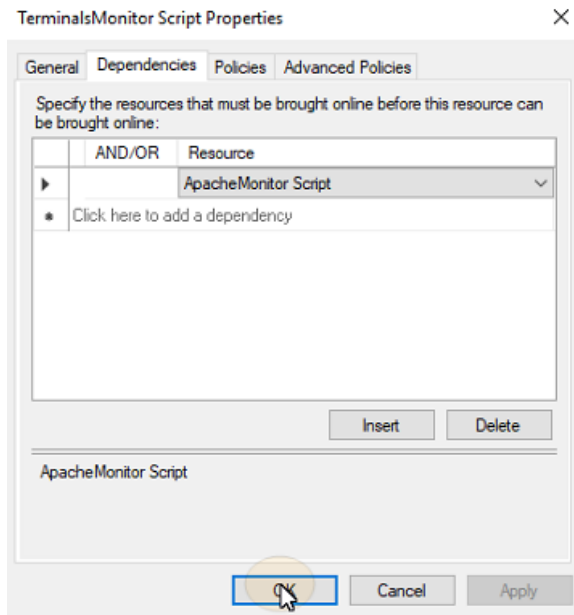 TerminalsMonitor Script Properties
General Dependencies Policies Advanced Policies
Specify the resources that must be brought online before this resource can
be brought online:
AND/OR Resource
ApacheMonitor Script
Click here to add a dependency
Insert Delete
ApacheMonitor Script
OK Cancel Apply